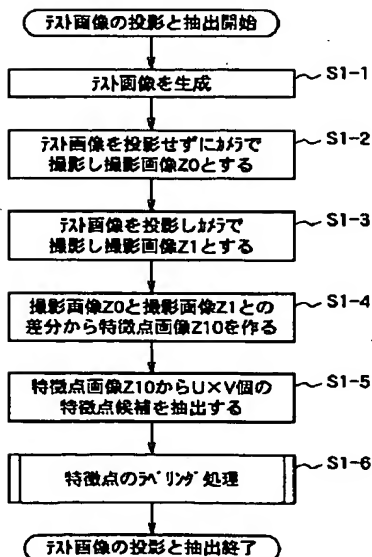 ﾃｽﾄ画像の投影と抽出開始
ﾃｽﾄ画像を生成
S1-1
ﾃｽﾄ画像を投影せずにｶﾒﾗで
撮影し撮影画像Z0とする
S1-2
ﾃｽﾄ画像を投影しｶﾒﾗで
撮影し撮影画像Z1とする
S1-3
撮影画像Z0と撮影画像Z1との
差分から特徴点画像Z10を作る
S1-4
特徴点画像Z10からU×V個の
特徴点候補を抽出する
S1-5
特徴点のﾗﾍﾞﾘﾝｸﾞ処理
S1-6
ﾃｽﾄ画像の投影と抽出終了